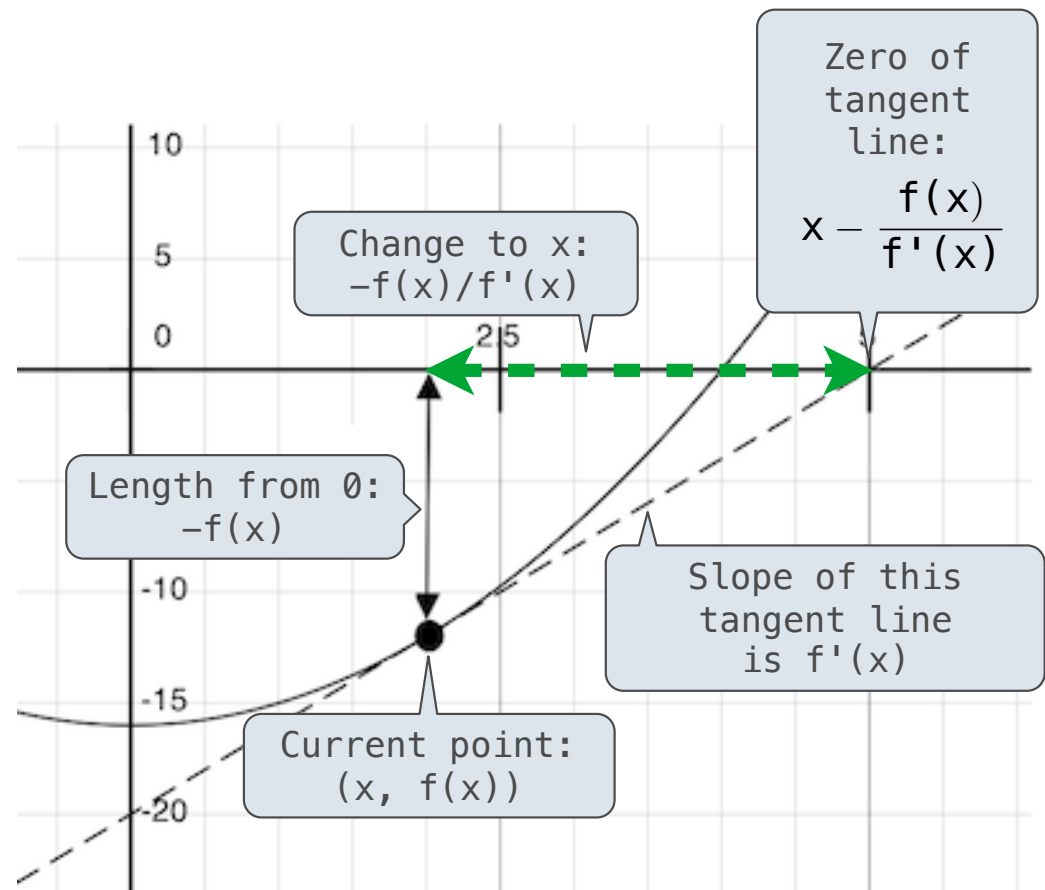 Zero of
tangent
line:
x − f(x)
f'(x)
10
Change to x:
−f(x)/f'(x)
5
0
2.5
Length from 0:
−f(x)
-10
Slope of this
tangent line
is f'(x)
-15
Current point:
(x, f(x))
-20